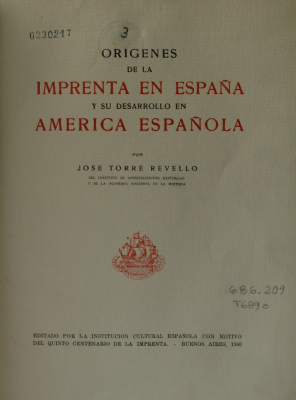 0230217
3
ORIGENES
DE LA
IMPRENTA EN ESPAÑA
Y SU DESARROLLO EN
AMERICA ESPAÑOLA
POR
JOSE TORRE REVELLO
DEL INSTITUTO DE INVESTIGACIONES HISTÓRICAS
Y DE LA ACADEMIA NACIONAL DE LA HISTORIA
686.209
T689o
EDITADO POR LA INSTITUCION CULTURAL ESPAÑOLA CON MOTIVO
DEL QUINTO CENTENARIO DE LA IMPRENTA. - BUENOS AIRES, 1940